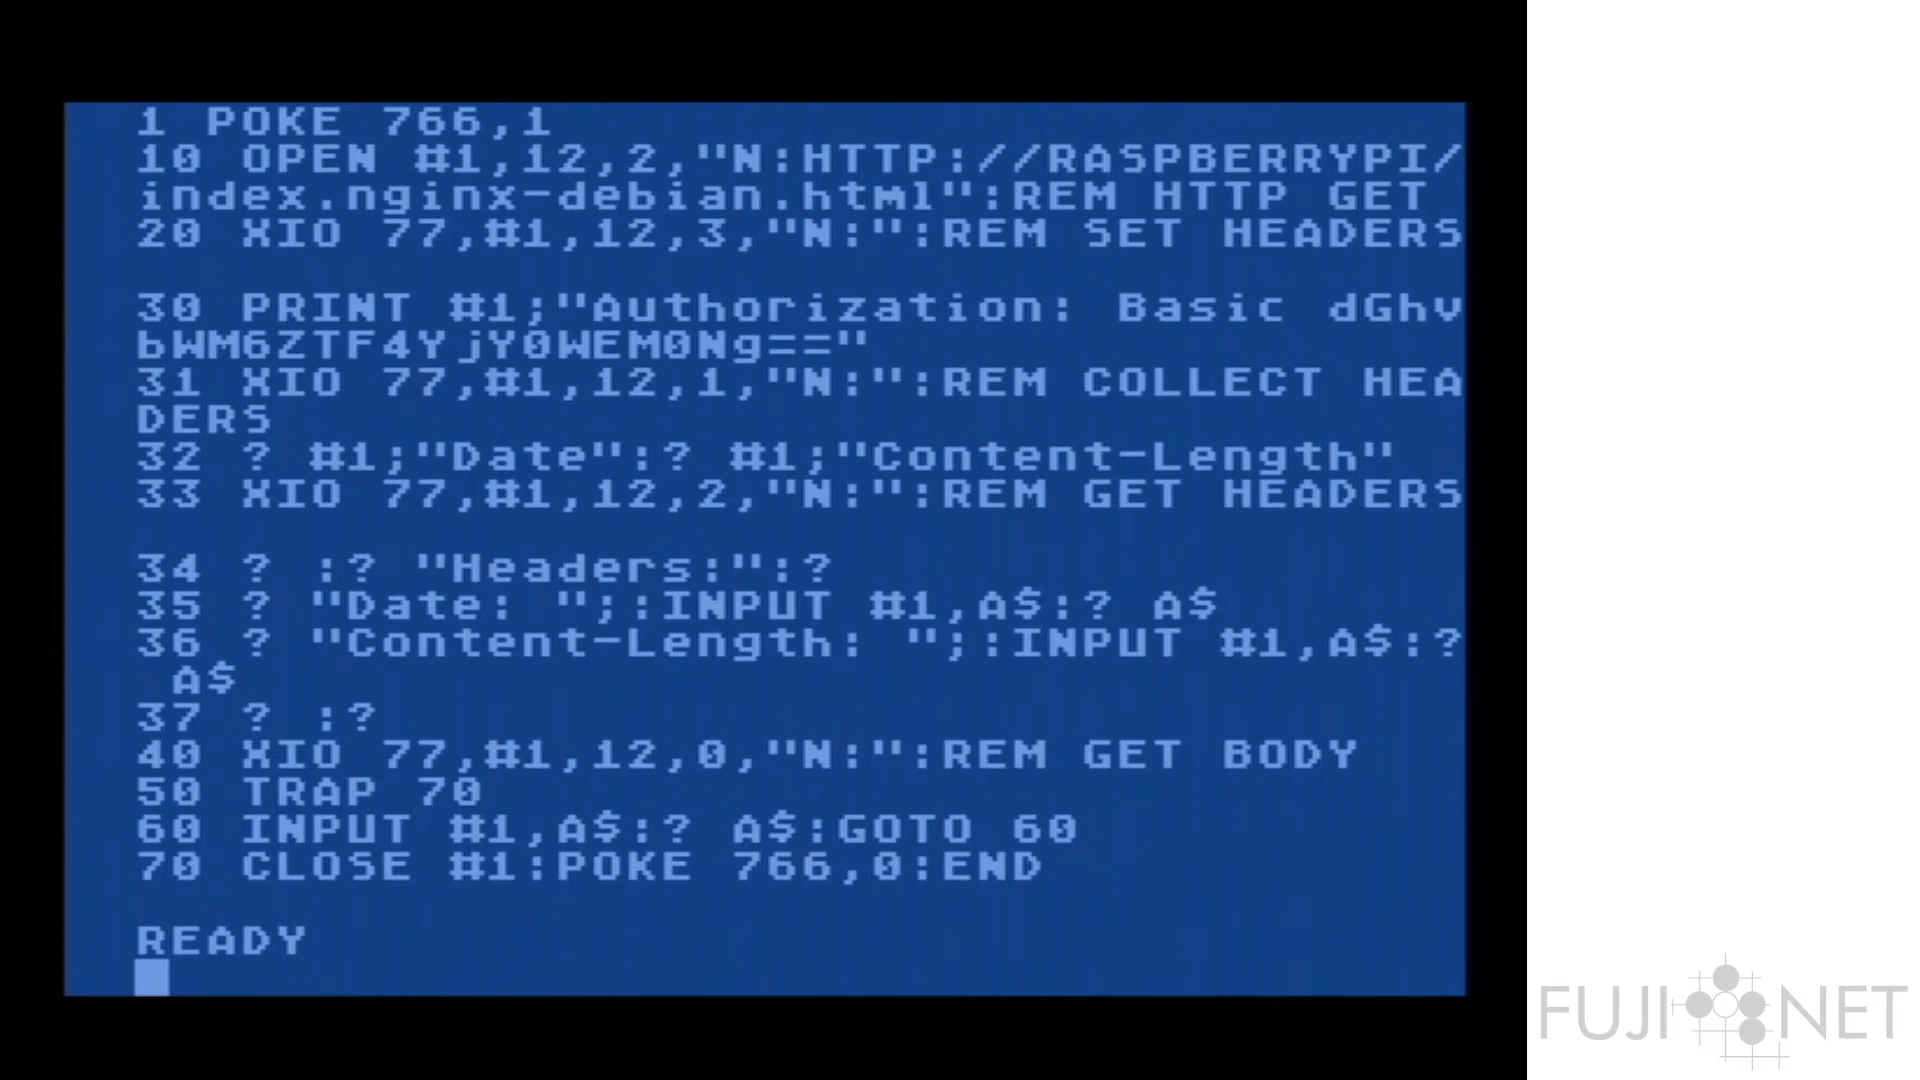 1 POKE 766,1
10 OPEN #1,12,2,"N:HTTP://RASPBERRYPI/
index.nginx-debian.html":REM HTTP GET
20 XIO 77,#1,12,3,"N:":REM SET HEADERS
30 PRINT #1;"Authorization: Basic dGhv
bWM6ZTF4YjY0WEM0Ng=="
31 XIO 77,#1,12,1,"N:":REM COLLECT HEA
DERS
32 ? #1;"Date":? #1;"Content-Length"
33 XIO 77,#1,12,2,"N:":REM GET HEADERS
34 ? :? "Headers:":?
35 ? "Date: ";:INPUT #1,A$:? A$
36 ? "Content-Length: ";:INPUT #1,A$:?
 A$
37 ? :?
40 XIO 77,#1,12,0,"N:":REM GET BODY
50 TRAP 70
60 INPUT #1,A$:? A$:GOTO 60
70 CLOSE #1:POKE 766,0:END
READY
FUJI NET